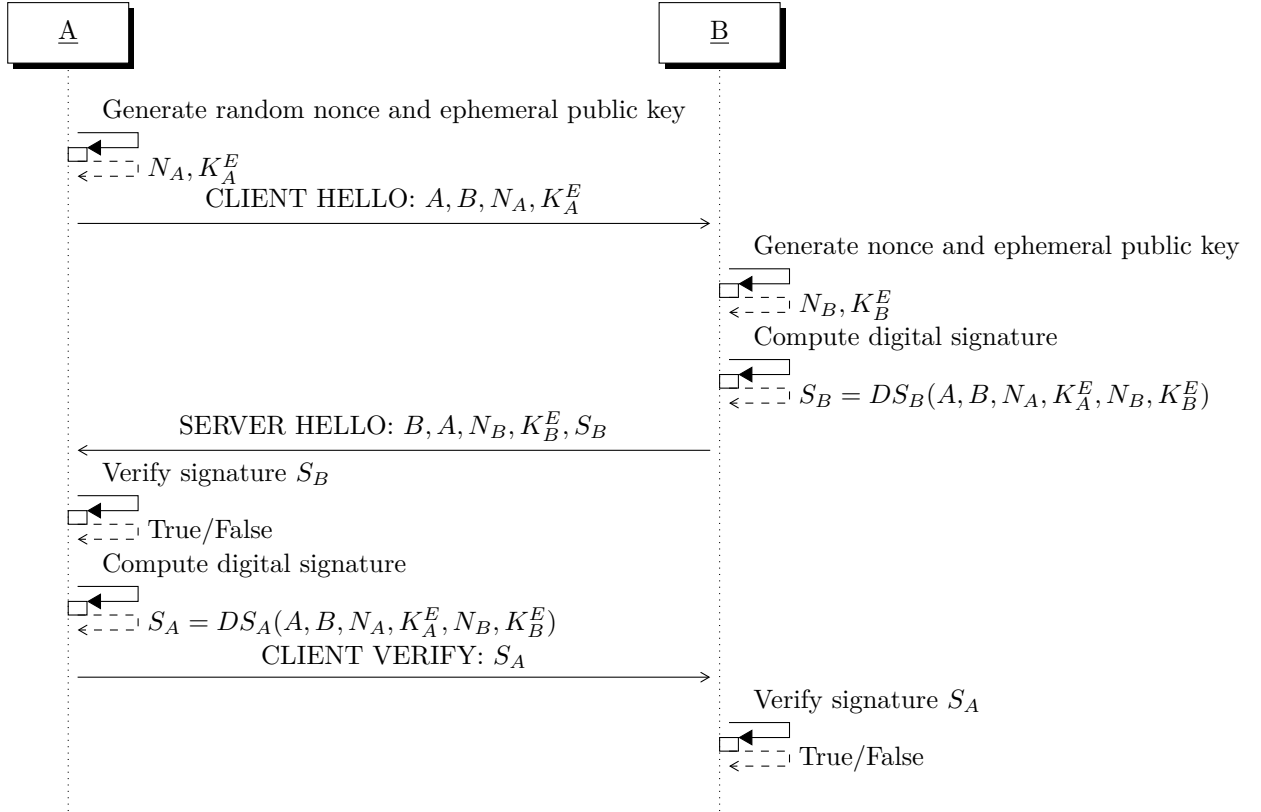 A
B
Generate random nonce and ephemeral public key
$N_A, K_A^E$
CLIENT HELLO: $A, B, N_A, K_A^E$
Generate nonce and ephemeral public key
$N_B, K_B^E$
Compute digital signature
$S_B = DS_B(A, B, N_A, K_A^E, N_B, K_B^E)$
SERVER HELLO: $B, A, N_B, K_B^E, S_B$
Verify signature $S_B$
True/False
Compute digital signature
$S_A = DS_A(A, B, N_A, K_A^E, N_B, K_B^E)$
CLIENT VERIFY: $S_A$
Verify signature $S_A$
True/False